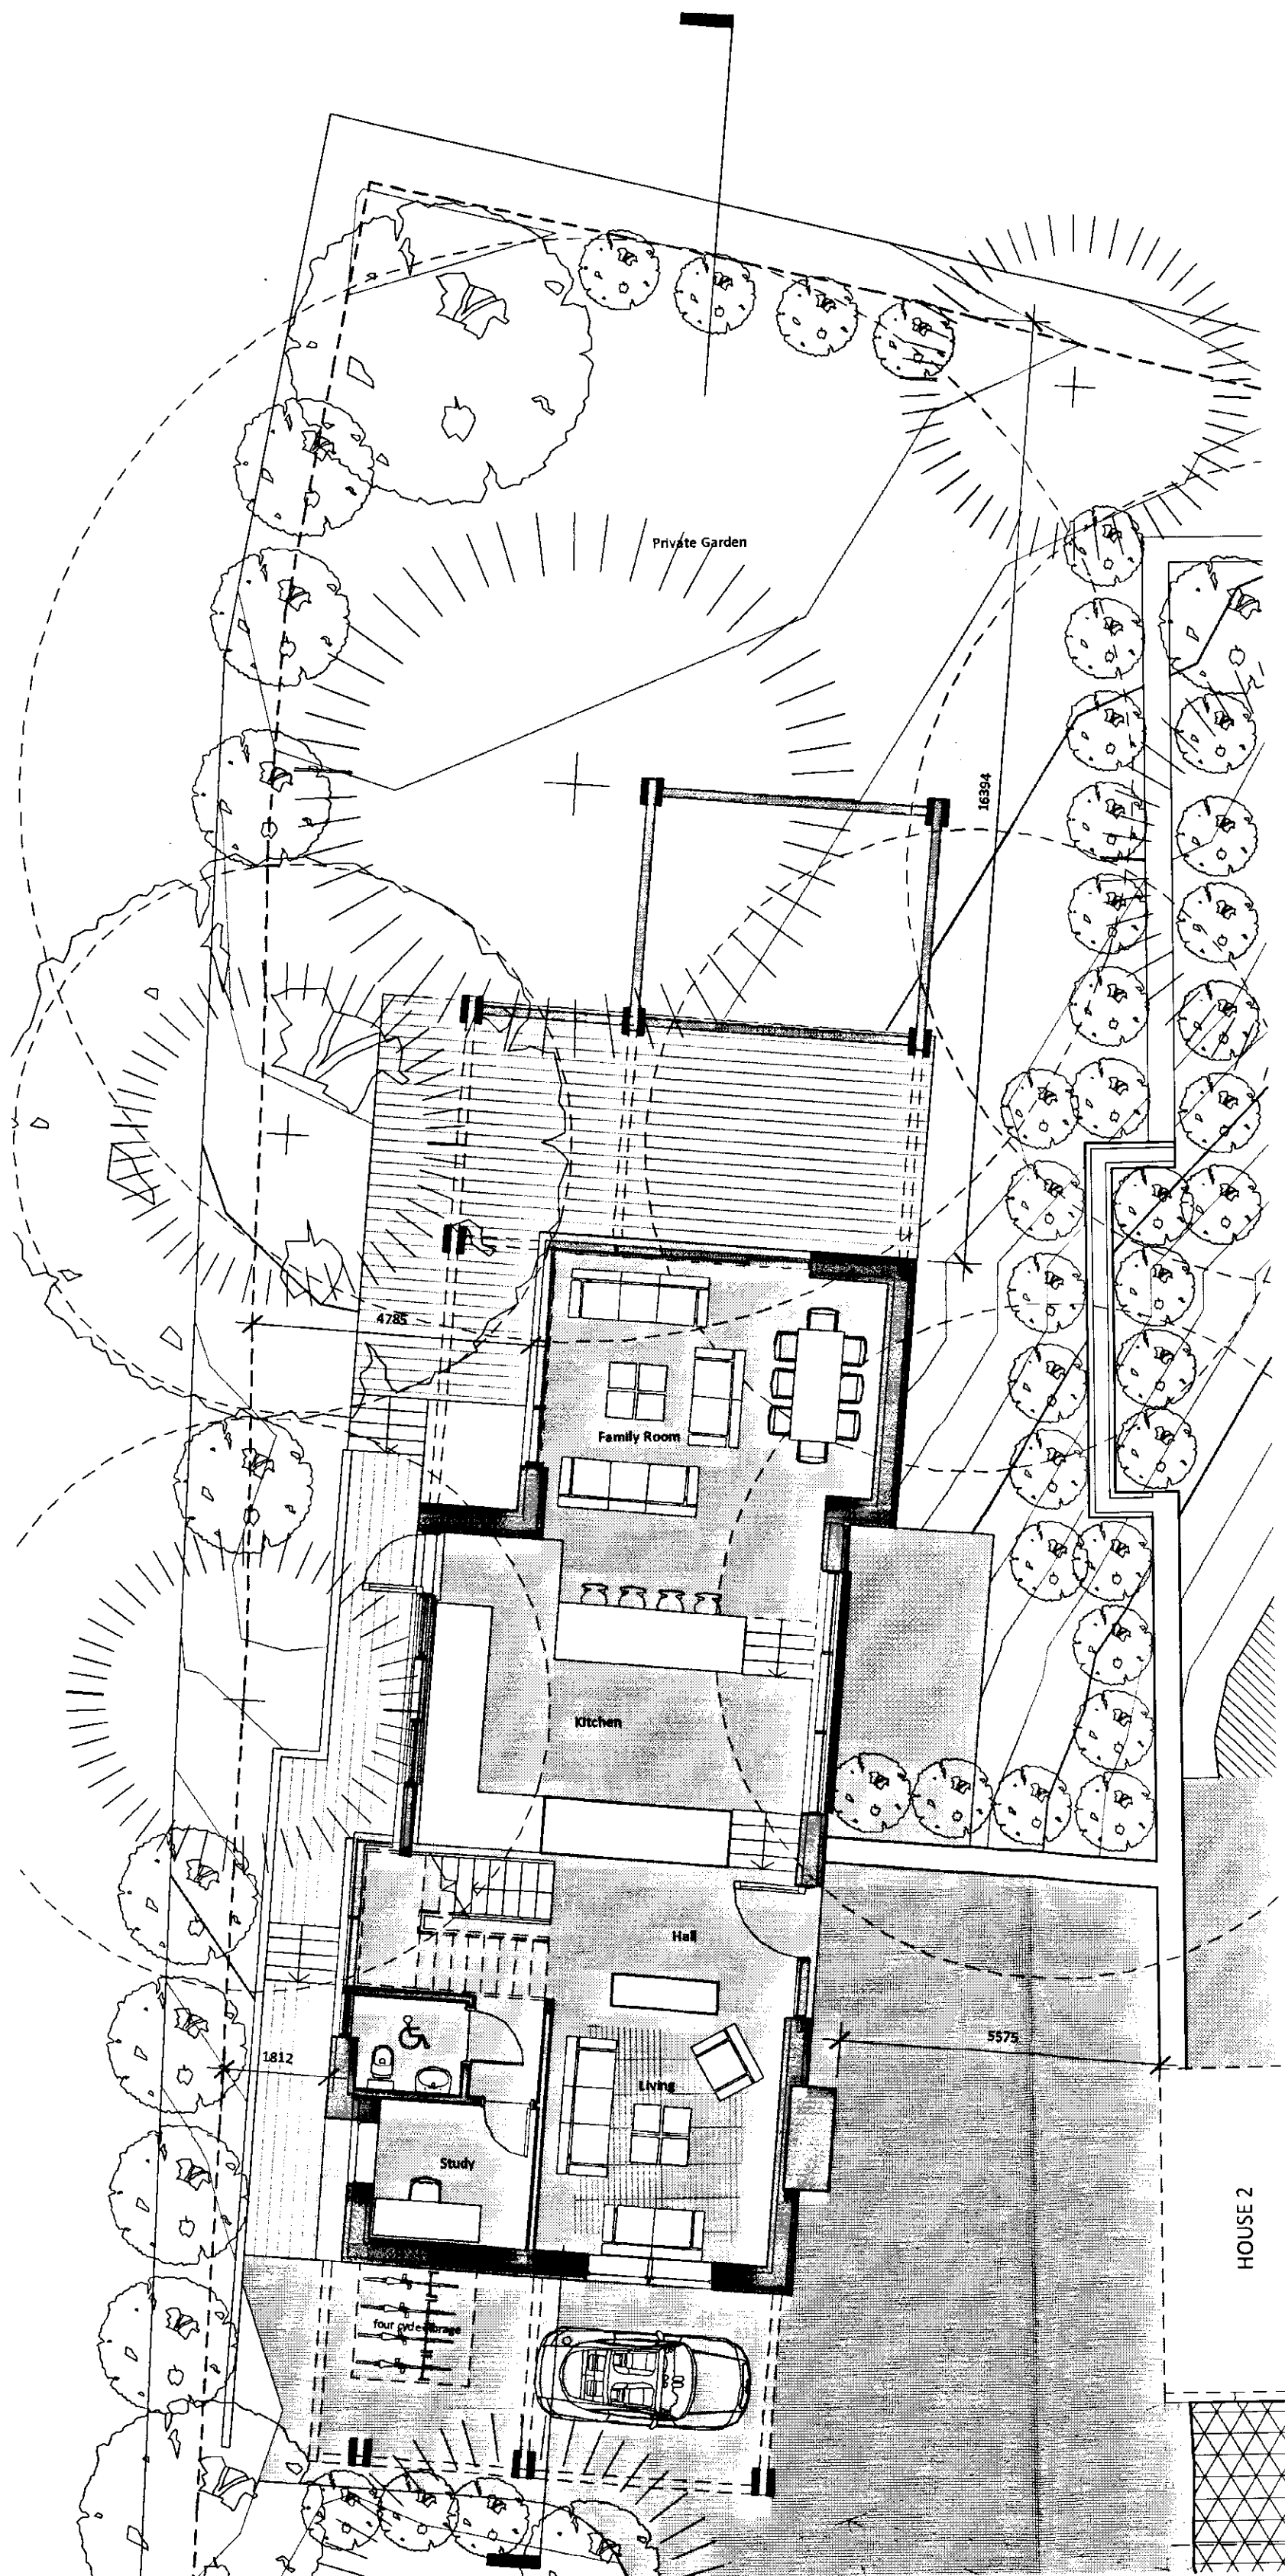 Private Garden
16394
4785
Family Room
Kitchen
Hall
5575
1812
Living
Study
HOUSE 2
four cycle storage